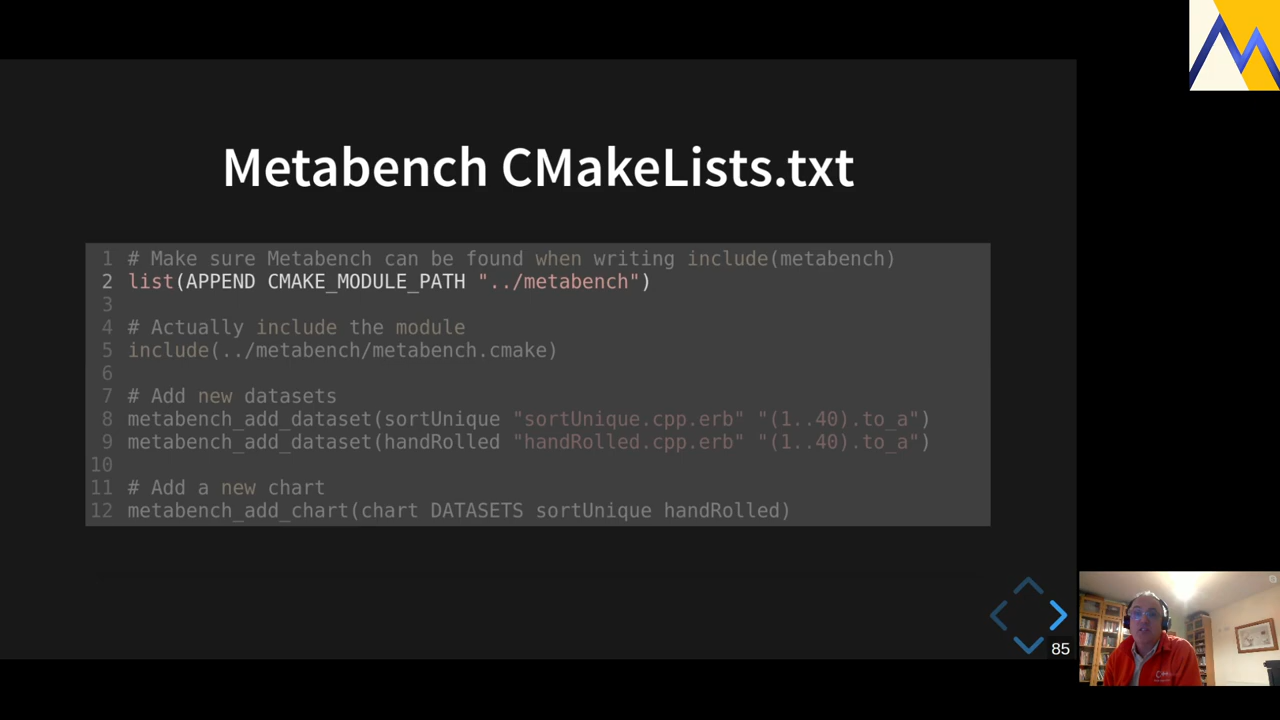 Metabench CMakeLists.txt
1 # Make sure Metabench can be found when writing include(metabench)
2 list(APPEND CMAKE_MODULE_PATH "../metabench")
3
4 # Actually include the module
5 include(../metabench/metabench.cmake)
6
7 # Add new datasets
8 metabench_add_dataset(sortUnique "sortUnique.cpp.erb" "(1..40).to_a")
9 metabench_add_dataset(handRolled "handRolled.cpp.erb" "(1..40).to_a")
10
11 # Add a new chart
12 metabench_add_chart(chart DATASETS sortUnique handRolled)
85